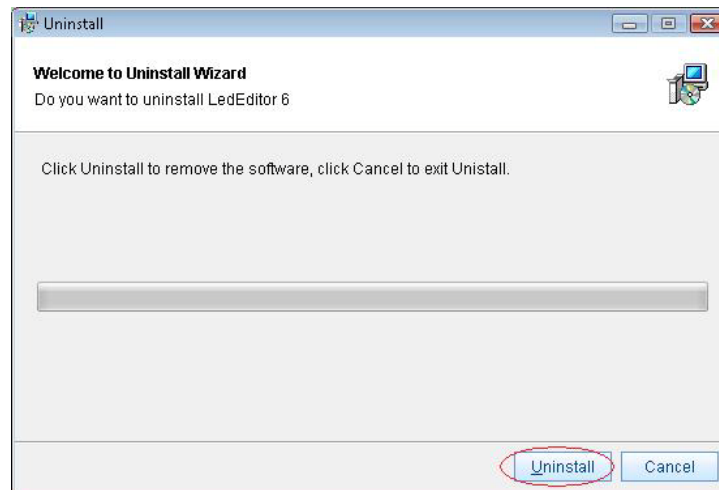 Uninstall
Welcome to Uninstall Wizard
Do you want to uninstall LedEditor 6
Click Uninstall to remove the software, click Cancel to exit Unistall.
Uninstall Cancel